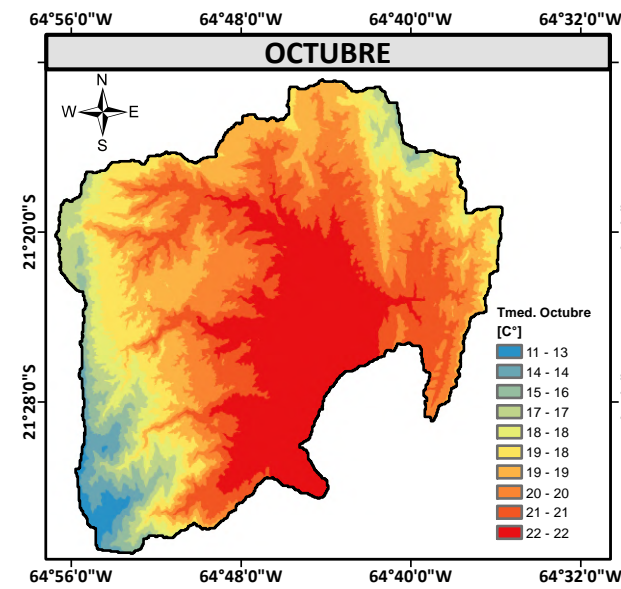 64°56'0"W 64°48'0"W 64°40'0"W 64°32'0"W
OCTUBRE
N
W E
S
21°20'0"S
21°28'0"S
Tmed. Octubre
[C°]
11 - 13
14 - 14
15 - 16
17 - 17
18 - 18
19 - 18
19 - 19
20 - 20
21 - 21
22 - 22
64°56'0"W 64°48'0"W 64°40'0"W 64°32'0"W